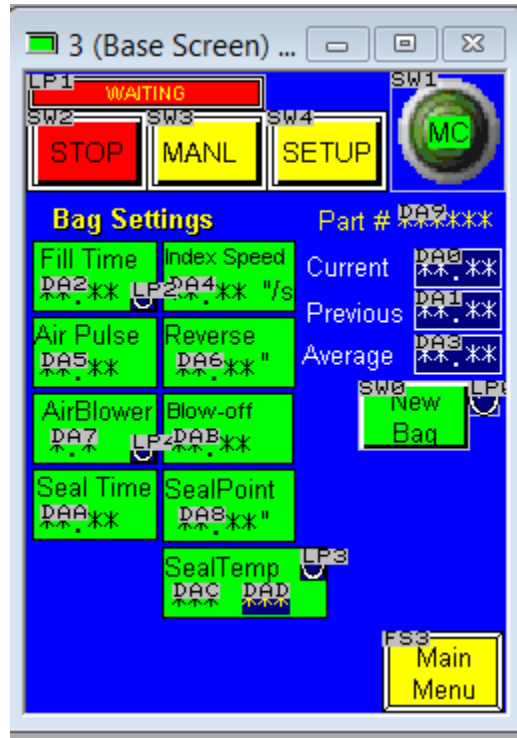 3 (Base Screen) ...
LP1 SW1
WAITING
SW2 SW3 SW4
STOP MANL SETUP MC
Bag Settings Part # DA9***
Fill Time Index Speed Current DA0
DA2.** LP2 DA4.** "/s **.**
Previous DA1
Air Pulse Reverse **.**
DA5.** DA6.** " Average DA3
**.**
AirBlower Blow-off SW0 LP0
DA7 LP4 DAB.** New
*.* Bag
Seal Time SealPoint
DAA.** DA8.**"
SealTemp LP3
DAC DAD
FS3
Main
Menu